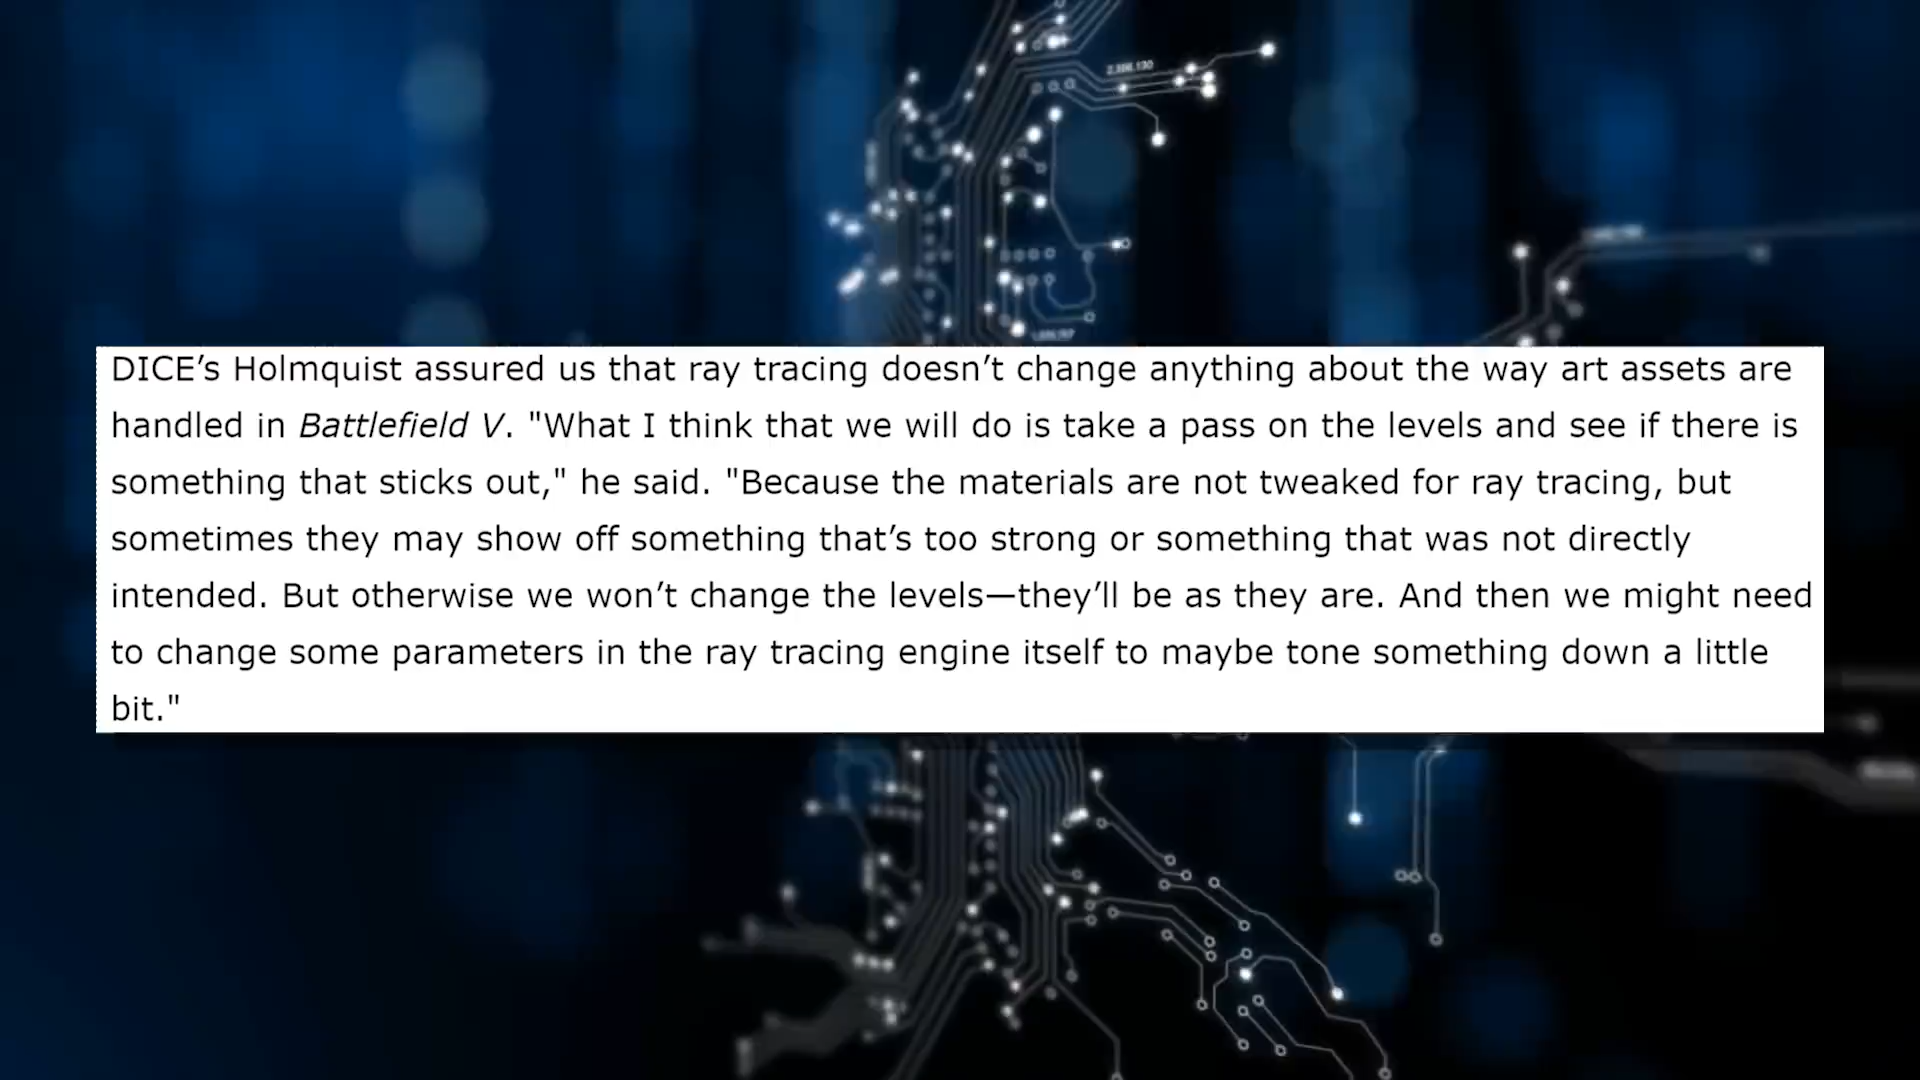 2,386,130
DICE’s Holmquist assured us that ray tracing doesn’t change anything about the way art assets are
handled in Battlefield V. "What I think that we will do is take a pass on the levels and see if there is
something that sticks out," he said. "Because the materials are not tweaked for ray tracing, but
sometimes they may show off something that’s too strong or something that was not directly
intended. But otherwise we won’t change the levels—they’ll be as they are. And then we might need
to change some parameters in the ray tracing engine itself to maybe tone something down a little
bit."